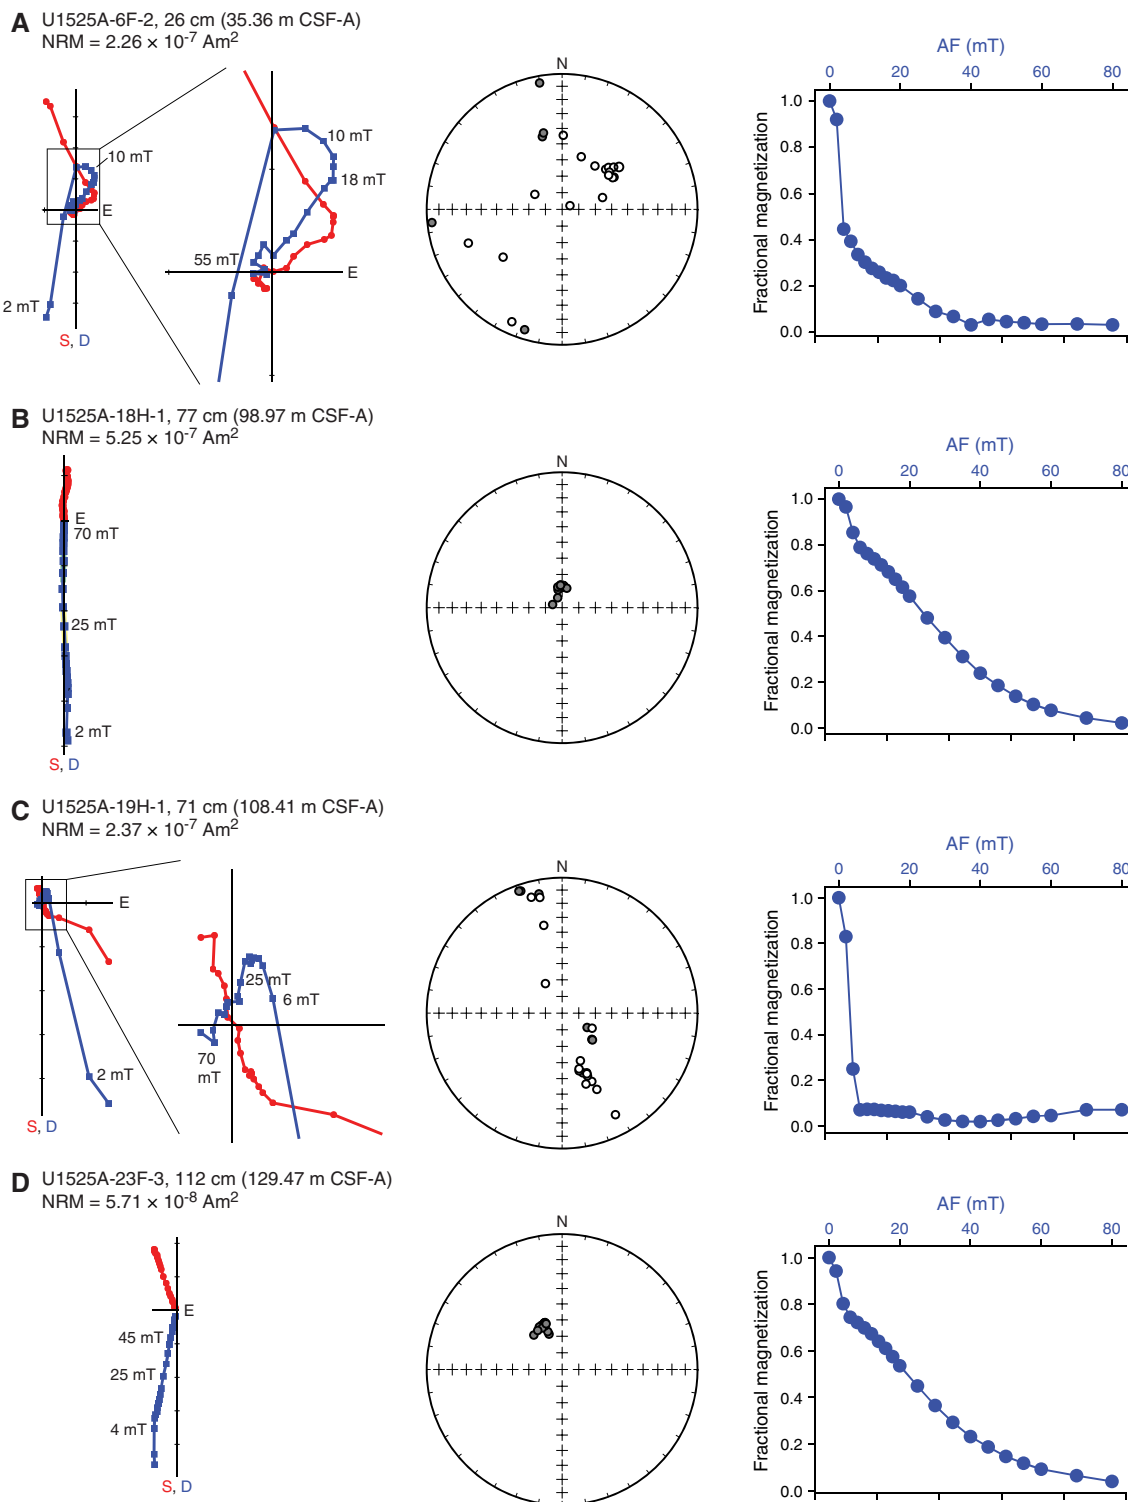 A U1525A-6F-2, 26 cm (35.36 m CSF-A)
NRM = 2.26 × 10-7 Am2
10 mT
E
2 mT
S, D
10 mT
18 mT
55 mT
E
N
AF (mT)
0 20 40 60 80
Fractional magnetization
1.0
0.8
0.6
0.4
0.2
0.0
B U1525A-18H-1, 77 cm (98.97 m CSF-A)
NRM = 5.25 × 10-7 Am2
E
70 mT
25 mT
2 mT
S, D
N
AF (mT)
0 20 40 60 80
Fractional magnetization
1.0
0.8
0.6
0.4
0.2
0.0
C U1525A-19H-1, 71 cm (108.41 m CSF-A)
NRM = 2.37 × 10-7 Am2
E
2 mT
S, D
25 mT
6 mT
70
mT
N
AF (mT)
0 20 40 60 80
Fractional magnetization
1.0
0.8
0.6
0.4
0.2
0.0
D U1525A-23F-3, 112 cm (129.47 m CSF-A)
NRM = 5.71 × 10-8 Am2
E
45 mT
25 mT
4 mT
S, D
N
AF (mT)
0 20 40 60 80
Fractional magnetization
1.0
0.8
0.6
0.4
0.2
0.0